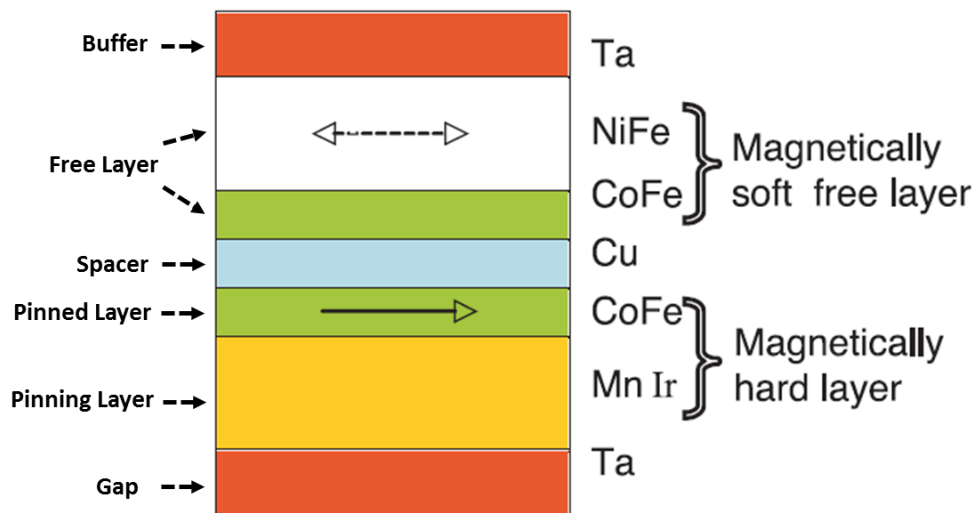 Buffer
Ta
Free Layer
NiFe
CoFe
Magnetically
soft free layer
Spacer
Cu
Pinned Layer
CoFe
Pinning Layer
Mn Ir
Magnetically
hard layer
Gap
Ta